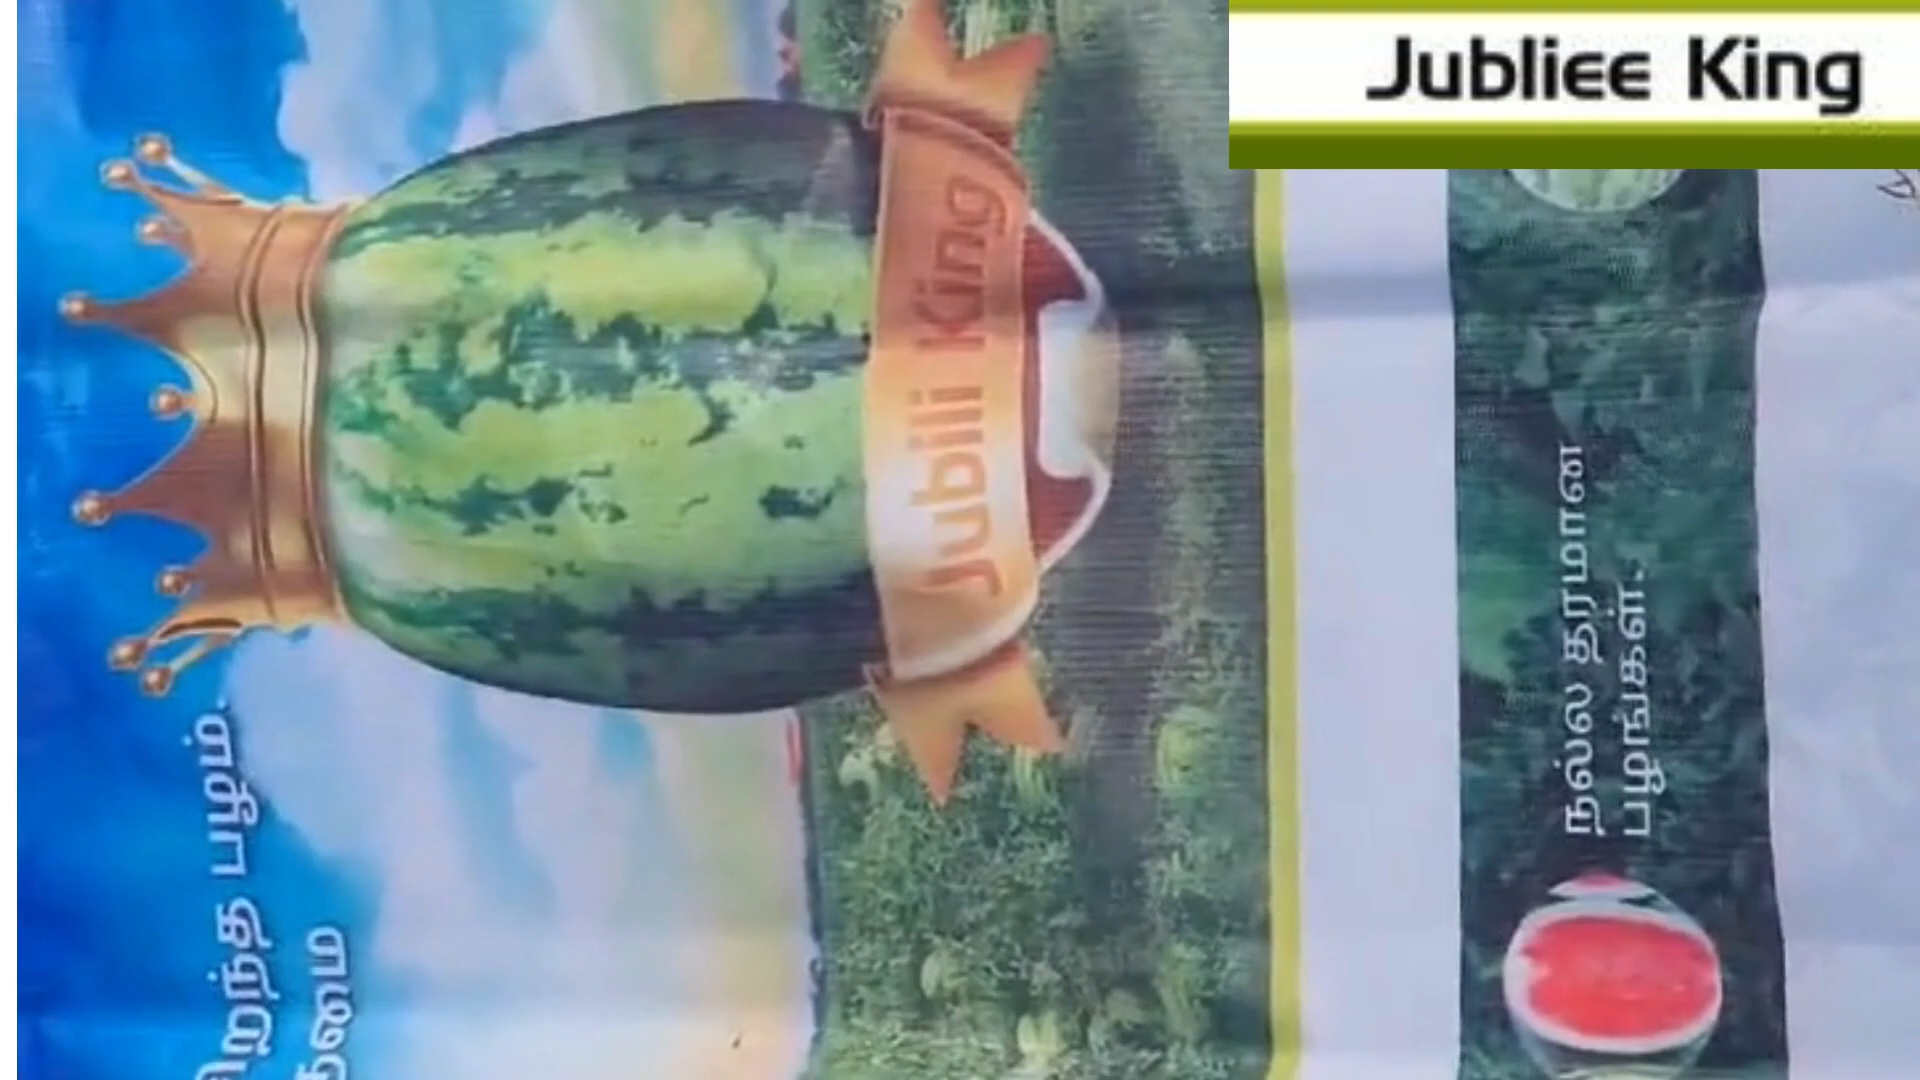 Jubliee King
Jubili King
சிறந்த பழம்.
நல்ல தரமான
பழங்கள்.